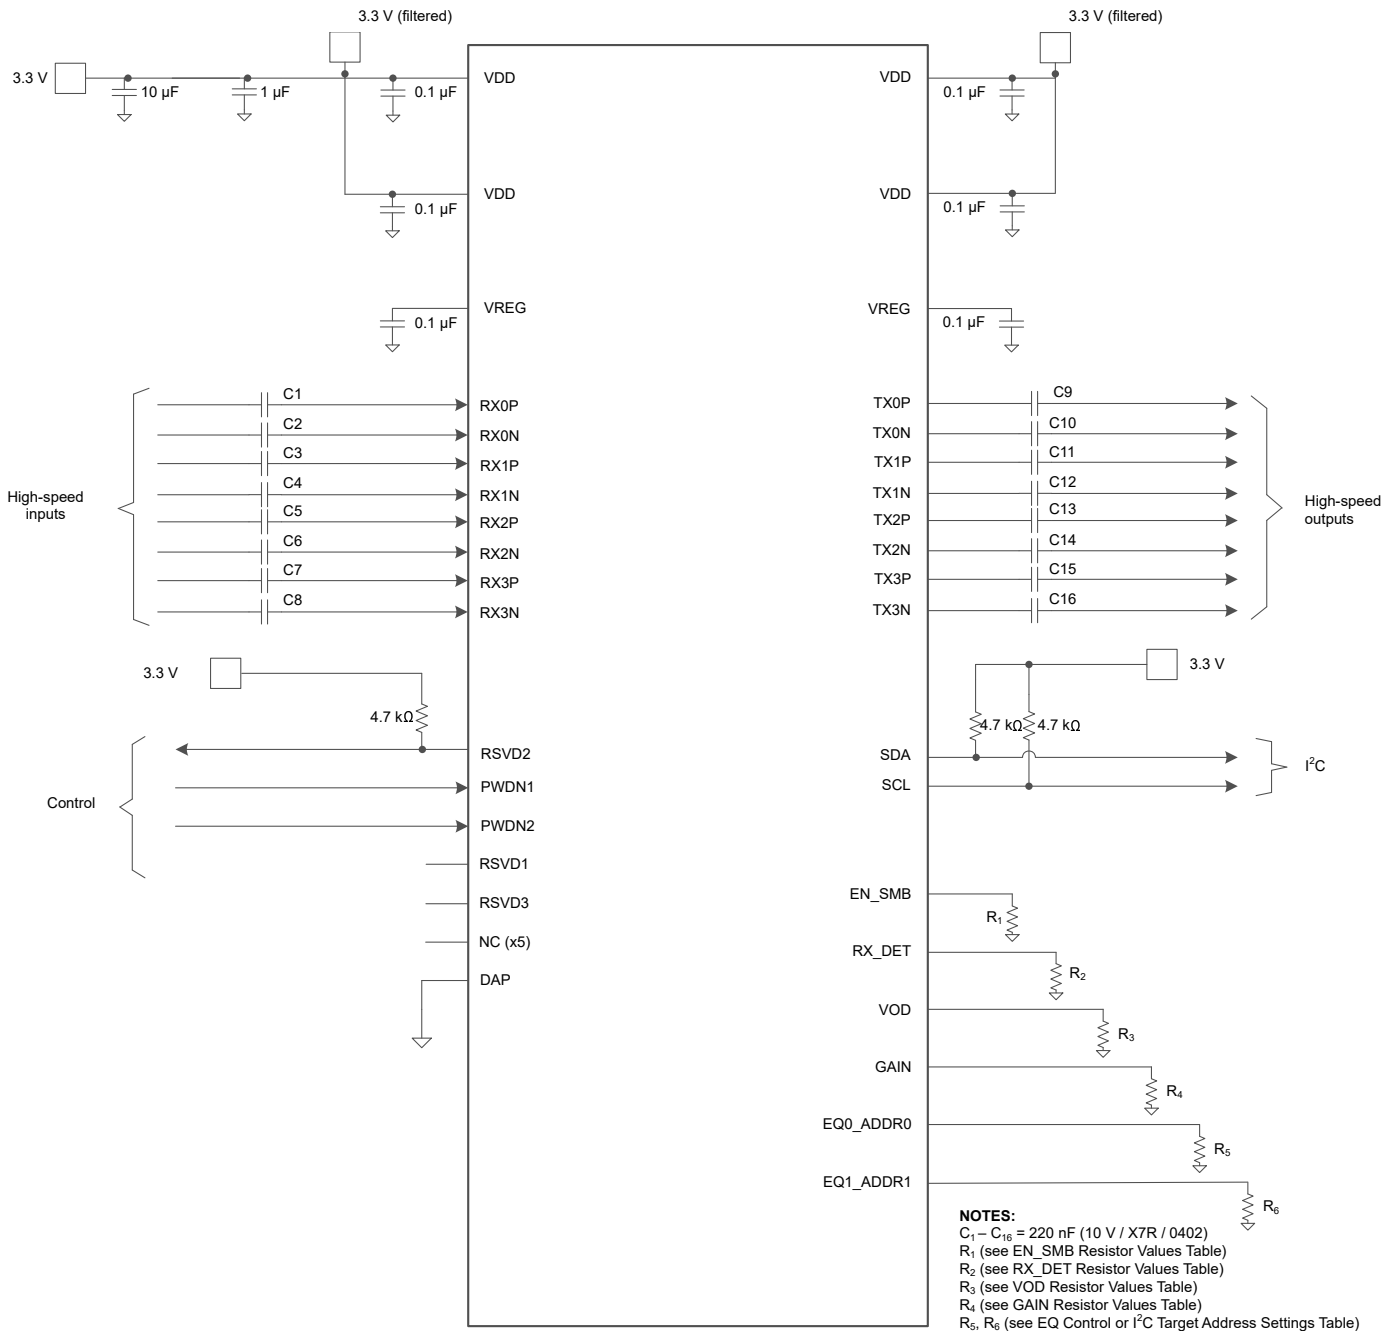 3.3 V (filtered)
3.3 V (filtered)
3.3 V
10 µF
1 µF
0.1 µF
VDD
VDD
0.1 µF
0.1 µF
VDD
VDD
0.1 µF
0.1 µF
VREG
VREG
0.1 µF
High-speed
inputs
C1
C2
C3
C4
C5
C6
C7
C8
RX0P
RX0N
RX1P
RX1N
RX2P
RX2N
RX3P
RX3N
TX0P
TX0N
TX1P
TX1N
TX2P
TX2N
TX3P
TX3N
C9
C10
C11
C12
C13
C14
C15
C16
High-speed
outputs
3.3 V
4.7 kΩ
Control
RSVD2
PWDN1
PWDN2
RSVD1
RSVD3
NC (x5)
DAP
3.3 V
4.7 kΩ
4.7 kΩ
SDA
SCL
I²C
EN_SMB
R₁
RX_DET
R₂
VOD
R₃
GAIN
R₄
EQ0_ADDR0
R₅
EQ1_ADDR1
R₆
NOTES:
C₁ – C₁₆ = 220 nF (10 V / X7R / 0402)
R₁ (see EN_SMB Resistor Values Table)
R₂ (see RX_DET Resistor Values Table)
R₃ (see VOD Resistor Values Table)
R₄ (see GAIN Resistor Values Table)
R₅, R₆ (see EQ Control or I²C Target Address Settings Table)